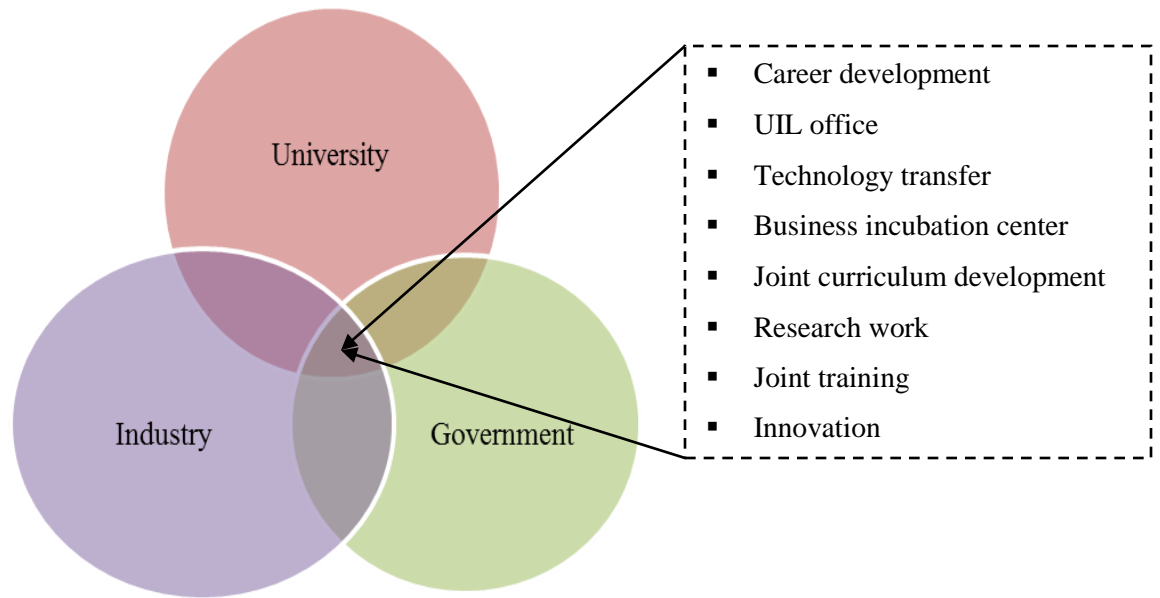 University
Industry
Government
▪ Career development
▪ UIL office
▪ Technology transfer
▪ Business incubation center
▪ Joint curriculum development
▪ Research work
▪ Joint training
▪ Innovation